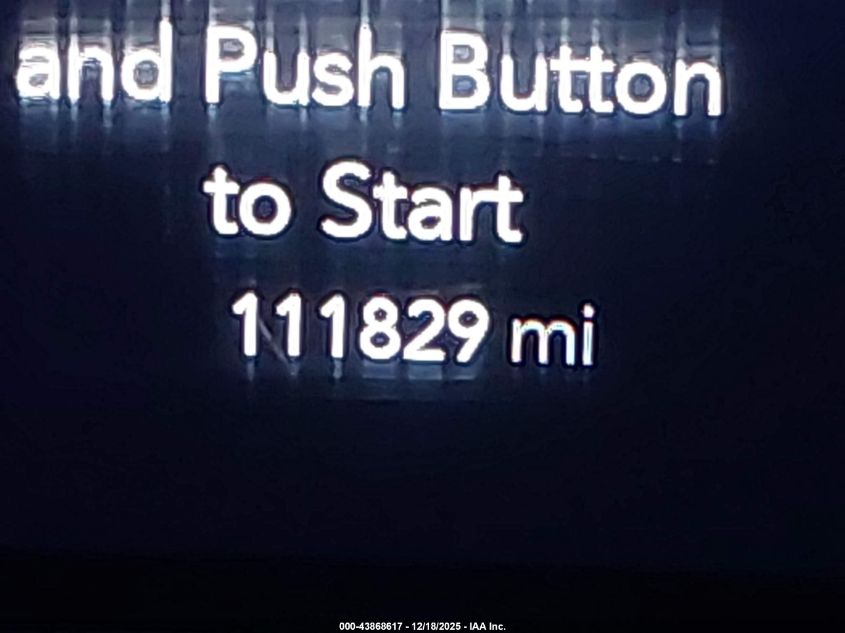 and Push Button
to Start
111829 mi
000-43868617 - 12/18/2025 - IAA Inc.